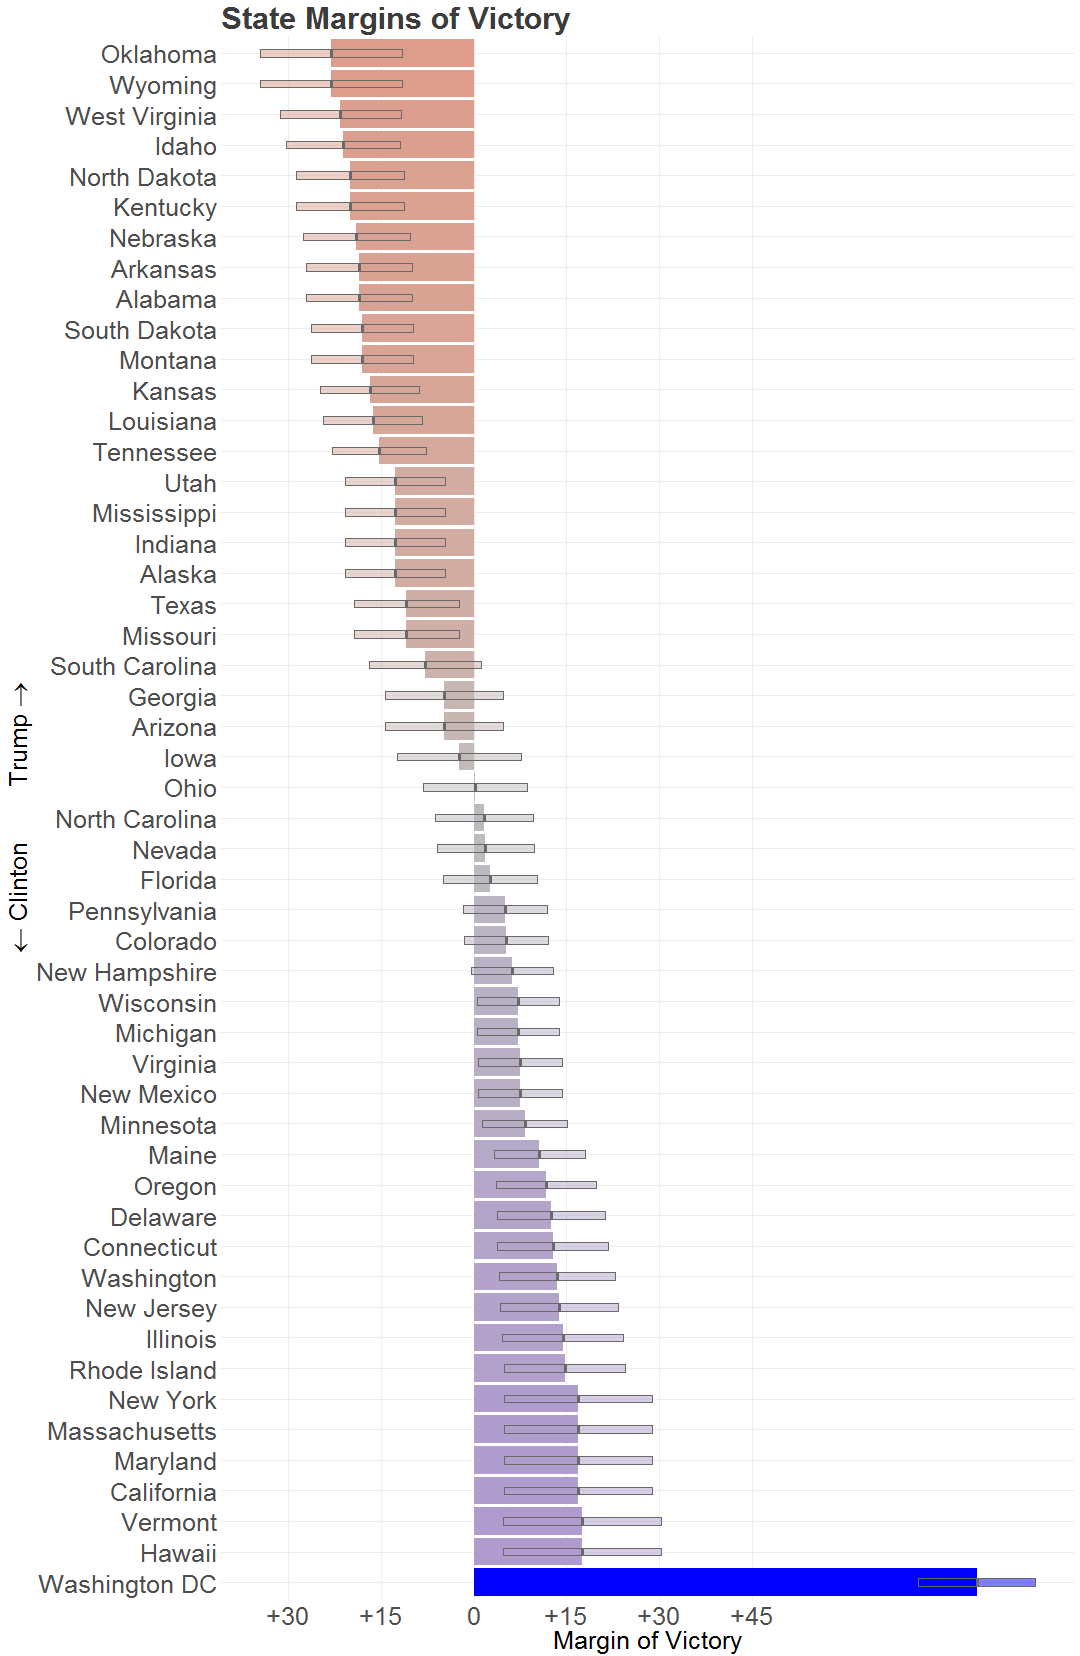 State Margins of Victory
Oklahoma
Wyoming
West Virginia
Idaho
North Dakota
Kentucky
Nebraska
Arkansas
Alabama
South Dakota
Montana
Kansas
Louisiana
Tennessee
Utah
Mississippi
Indiana
Alaska
Texas
Missouri
South Carolina
Georgia
Arizona
Iowa
Ohio
North Carolina
Nevada
Florida
Pennsylvania
Colorado
New Hampshire
Wisconsin
Michigan
Virginia
New Mexico
Minnesota
Maine
Oregon
Delaware
Connecticut
Washington
New Jersey
Illinois
Rhode Island
New York
Massachusetts
Maryland
California
Vermont
Hawaii
Washington DC
← Clinton Trump →
+30 +15 0 +15 +30 +45
Margin of Victory